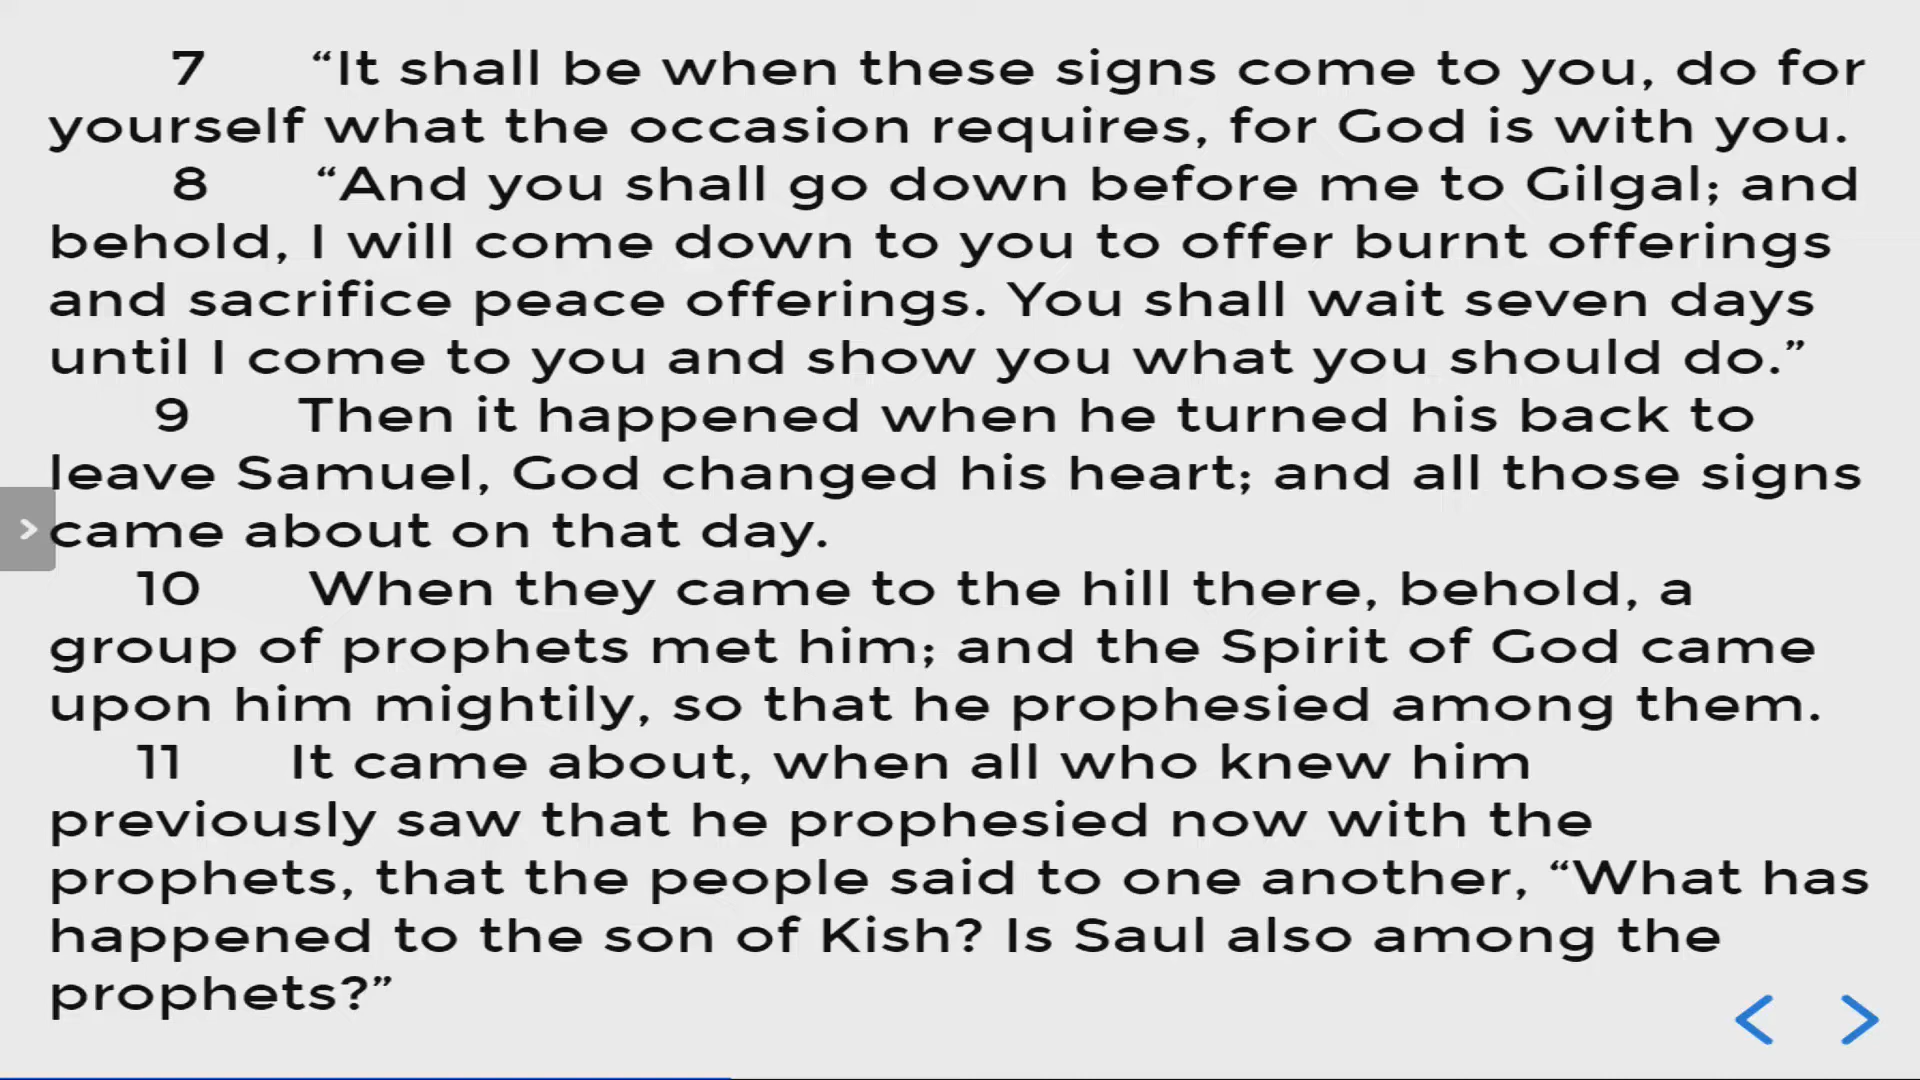 7 “It shall be when these signs come to you, do for
yourself what the occasion requires, for God is with you.
8 “And you shall go down before me to Gilgal; and
behold, I will come down to you to offer burnt offerings
and sacrifice peace offerings. You shall wait seven days
until I come to you and show you what you should do.”
9 Then it happened when he turned his back to
leave Samuel, God changed his heart; and all those signs
came about on that day.
10 When they came to the hill there, behold, a
group of prophets met him; and the Spirit of God came
upon him mightily, so that he prophesied among them.
11 It came about, when all who knew him
previously saw that he prophesied now with the
prophets, that the people said to one another, “What has
happened to the son of Kish? Is Saul also among the
prophets?”